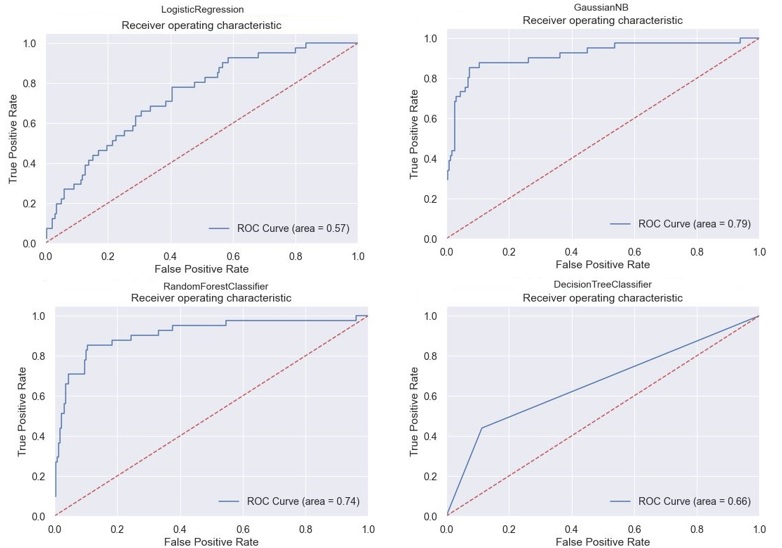 LogisticRegression
Receiver operating characteristic
1.0
0.8
0.6
0.4
0.2
0.0
True Positive Rate
ROC Curve (area = 0.57)
0.0 0.2 0.4 0.6 0.8 1.0
False Positive Rate
GaussianNB
Receiver operating characteristic
1.0
0.8
0.6
0.4
0.2
0.0
True Positive Rate
ROC Curve (area = 0.79)
0.0 0.2 0.4 0.6 0.8 1.0
False Positive Rate
RandomForestClassifier
Receiver operating characteristic
1.0
0.8
0.6
0.4
0.2
0.0
True Positive Rate
ROC Curve (area = 0.74)
0.0 0.2 0.4 0.6 0.8 1.0
False Positive Rate
DecisionTreeClassifier
Receiver operating characteristic
1.0
0.8
0.6
0.4
0.2
0.0
True Positive Rate
ROC Curve (area = 0.66)
0.0 0.2 0.4 0.6 0.8 1.0
False Positive Rate